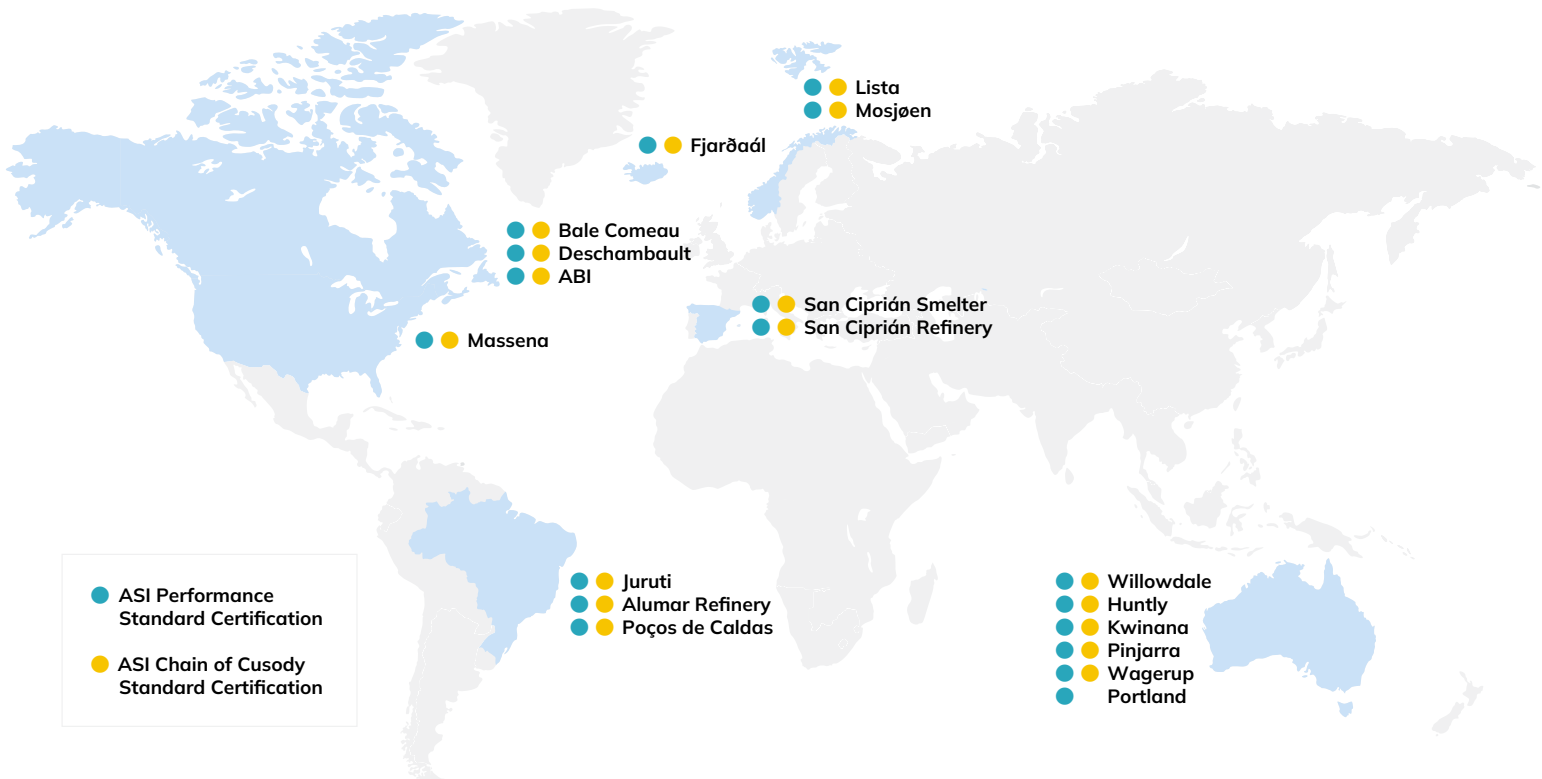 Lista
Mosjøen
Fjarðaál
Bale Comeau
Deschambault
ABI
San Ciprián Smelter
San Ciprián Refinery
Massena
Juruti
Alumar Refinery
Poços de Caldas
Willowdale
Huntly
Kwinana
Pinjarra
Wagerup
Portland
ASI Performance
Standard Certification
ASI Chain of Cusody
Standard Certification